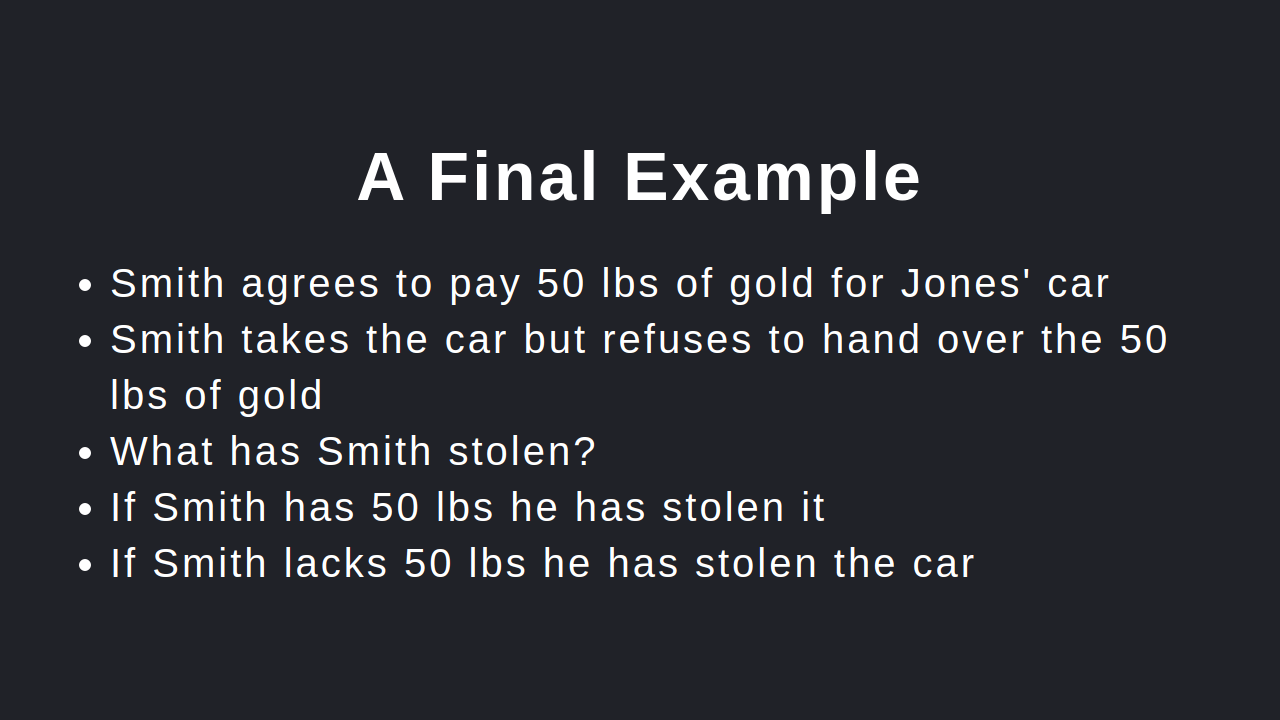 A Final Example
• Smith agrees to pay 50 lbs of gold for Jones' car
• Smith takes the car but refuses to hand over the 50
lbs of gold
• What has Smith stolen?
• If Smith has 50 lbs he has stolen it
• If Smith lacks 50 lbs he has stolen the car